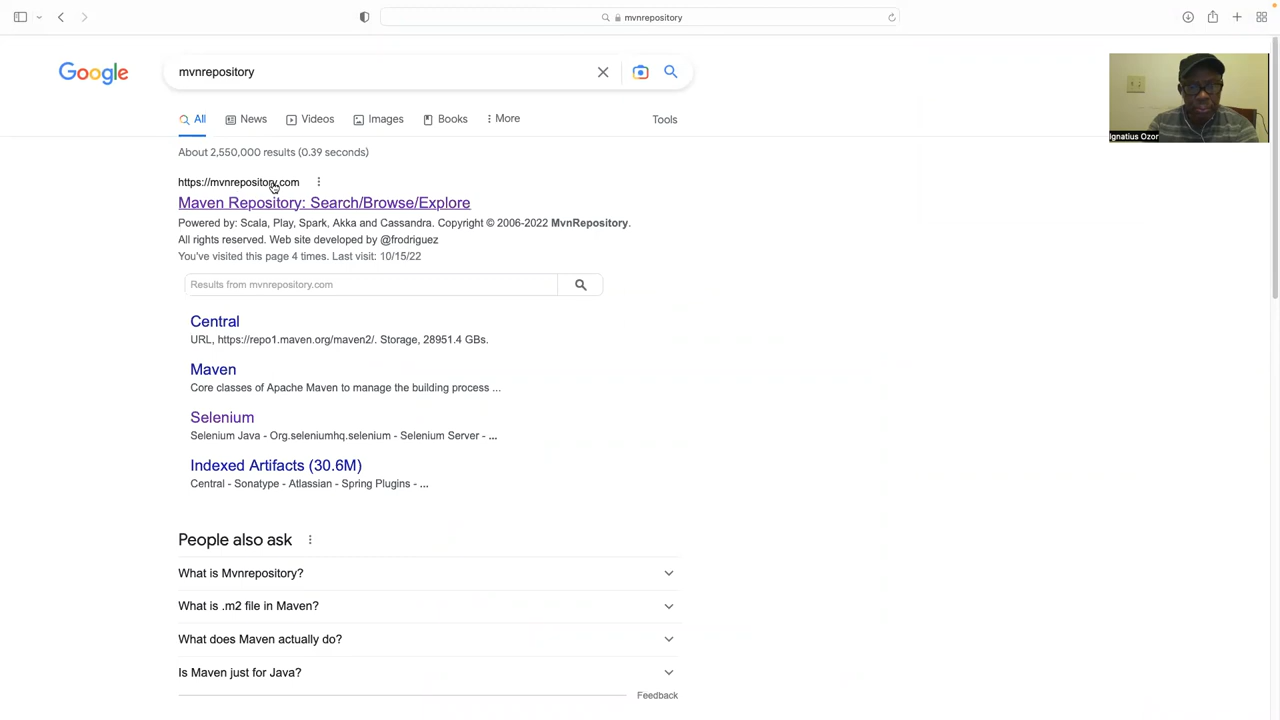 mvnrepository
Google
mvnrepository
All
News
Videos
Images
Books
More
Tools
About 2,550,000 results (0.39 seconds)
https://mvnrepository.com
Maven Repository: Search/Browse/Explore
Powered by: Scala, Play, Spark, Akka and Cassandra. Copyright © 2006-2022 MvnRepository.
All rights reserved. Web site developed by @frodriguez
You've visited this page 4 times. Last visit: 10/15/22
Results from mvnrepository.com
Central
URL, https://repo1.maven.org/maven2/. Storage, 28951.4 GBs.
Maven
Core classes of Apache Maven to manage the building process ...
Selenium
Selenium Java - Org.seleniumhq.selenium - Selenium Server - ...
Indexed Artifacts (30.6M)
Central - Sonatype - Atlassian - Spring Plugins - ...
People also ask
What is Mvnrepository?
What is .m2 file in Maven?
What does Maven actually do?
Is Maven just for Java?
Feedback
Ignatius Ozor